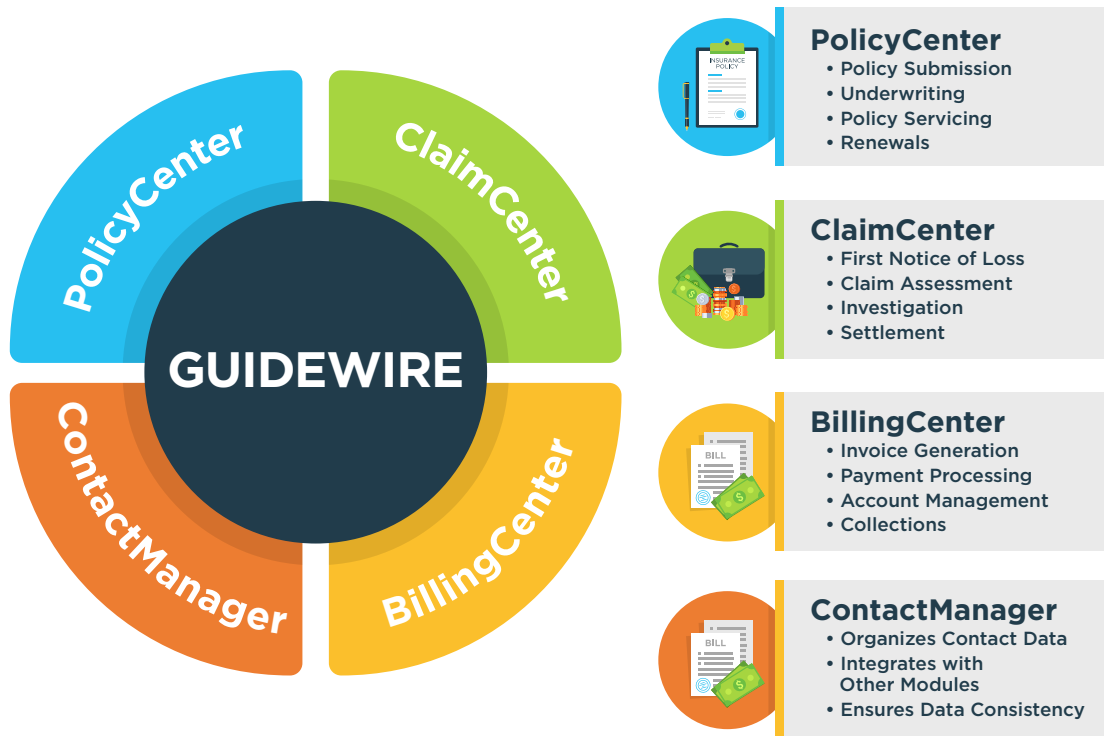 PolicyCenter
ClaimCenter
GUIDEWIRE
ContactManager
BillingCenter
INSURANCE
POLICY
PolicyCenter
• Policy Submission
• Underwriting
• Policy Servicing
• Renewals
ClaimCenter
• First Notice of Loss
• Claim Assessment
• Investigation
• Settlement
BILL
BillingCenter
• Invoice Generation
• Payment Processing
• Account Management
• Collections
BILL
ContactManager
• Organizes Contact Data
• Integrates with
Other Modules
• Ensures Data Consistency